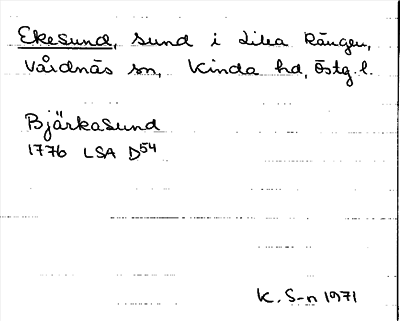 Ekesund, sund i Lilla Rängen,
Vårdnäs sn, Kinda hd, Östg. l.
Bjärkasund
1776 LSA D54
K. S-n 1971